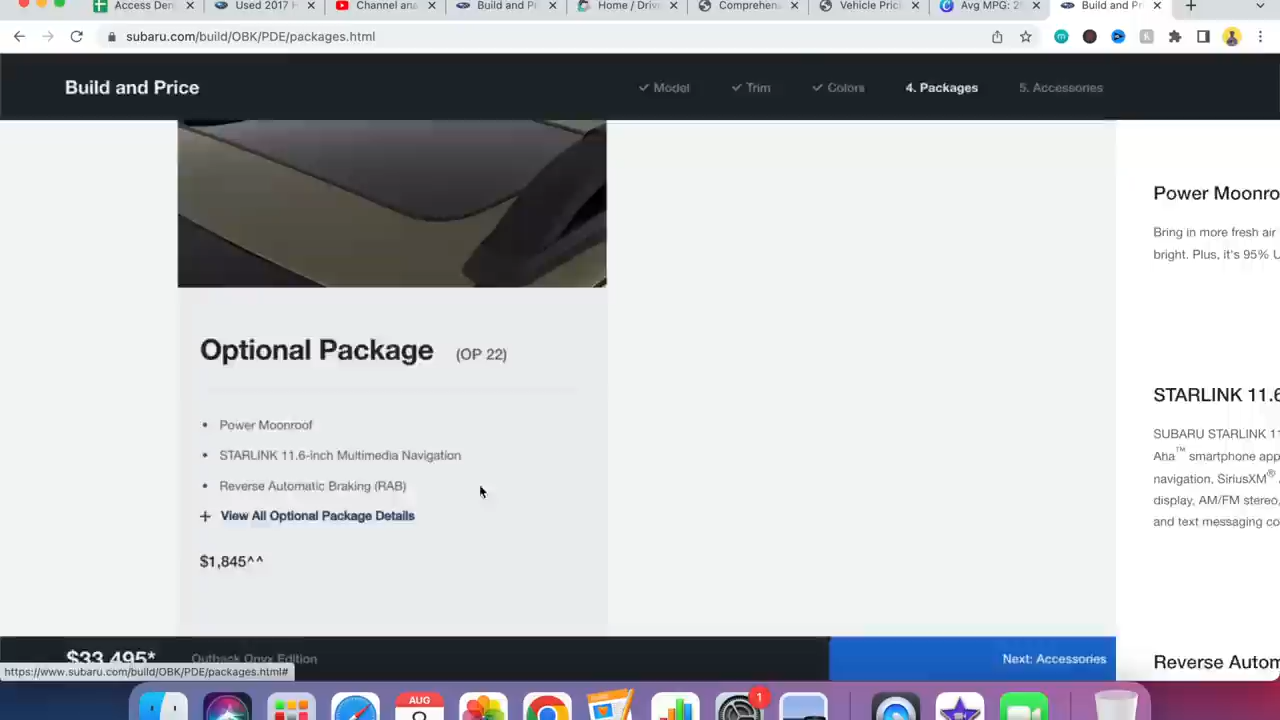 Access Den
Used 2017 H
Channel ana
Build and Pr
Home / Drive
Comprehens
Vehicle Pric
Avg MPG: 2
Build and Pr
subaru.com/build/OBK/PDE/packages.html
Build and Price
Model
Trim
Colors
4. Packages
5. Accessories
Optional Package (OP 22)
• Power Moonroof
• STARLINK 11.6-inch Multimedia Navigation
• Reverse Automatic Braking (RAB)
+ View All Optional Package Details
$1,845^^
Power Moonro
Bring in more fresh air
bright. Plus, it's 95% U
STARLINK 11.6
SUBARU STARLINK 11
Aha™ smartphone app
navigation, SiriusXM®
display, AM/FM stereo,
and text messaging co
Reverse Autom
$33,495*
Outback Onyx Edition
Next: Accessories
https://www.subaru.com/build/OBK/PDE/packages.html#
AUG
1